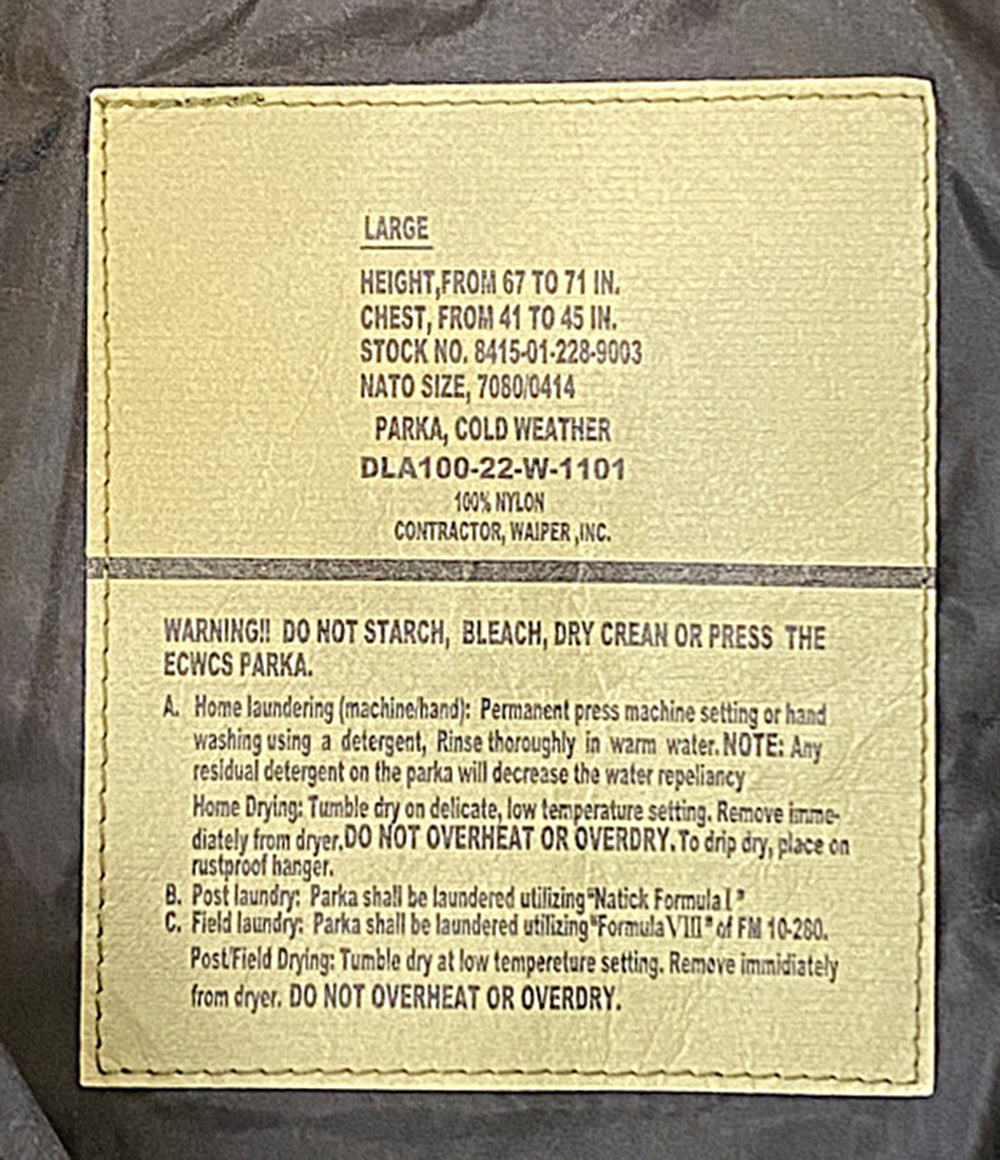 LARGE
HEIGHT,FROM 67 TO 71 IN.
CHEST, FROM 41 TO 45 IN.
STOCK NO. 8415-01-228-9003
NATO SIZE, 7080/0414
PARKA, COLD WEATHER
DLA100-22-W-1101
100% NYLON
CONTRACTOR, WAIPER ,INC.
WARNING!! DO NOT STARCH, BLEACH, DRY CREAN OR PRESS THE
ECWCS PARKA.
A. Home laundering (machine/hand): Permanent press machine setting or hand
washing using a detergent, Rinse thoroughly in warm water. NOTE: Any
residual detergent on the parka will decrease the water repeliancy
Home Drying: Tumble dry on delicate, low temperature setting. Remove imme-
diately from dryer. DO NOT OVERHEAT OR OVERDRY. To drip dry, place on
rustproof hanger.
B. Post laundry: Parka shall be laundered utilizing "Natick Formula I "
C. Field laundry: Parka shall be laundered utilizing "Formula VIII" of FM 10-280.
Post/Field Drying: Tumble dry at low tempereture setting. Remove immidiately
from dryer. DO NOT OVERHEAT OR OVERDRY.